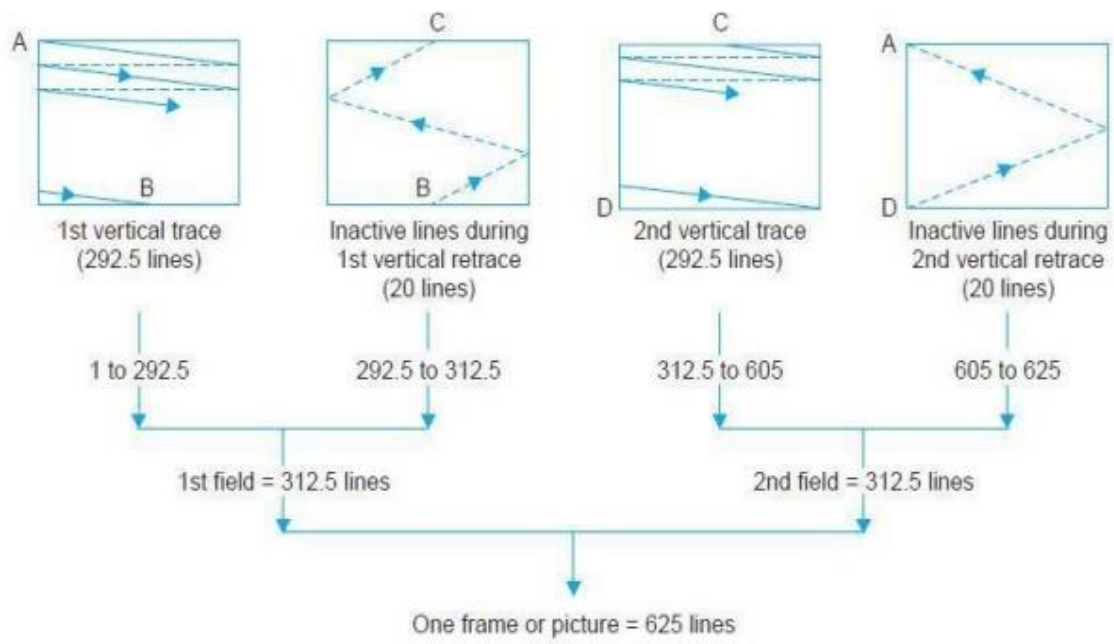 A
C
C
A
B
B
D
D
1st vertical trace
(292.5 lines)
Inactive lines during
1st vertical retrace
(20 lines)
2nd vertical trace
(292.5 lines)
Inactive lines during
2nd vertical retrace
(20 lines)
1 to 292.5
292.5 to 312.5
312.5 to 605
605 to 625
1st field = 312.5 lines
2nd field = 312.5 lines
One frame or picture = 625 lines